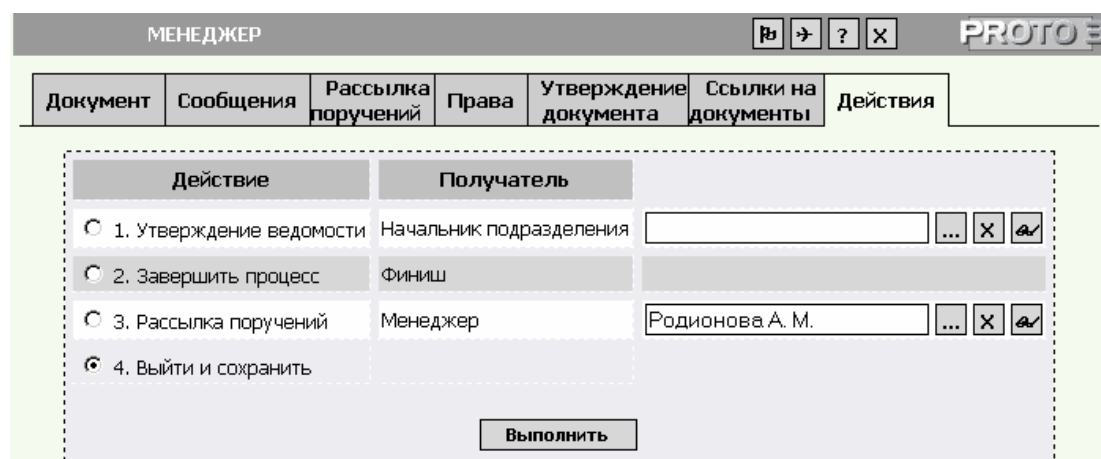 МЕНЕДЖЕР ? X PROTO
Документ Сообщения Рассылка поручений Права Утверждение документа Ссылки на документы Действия
Действие Получатель
1. Утверждение ведомости Начальник подразделения ... X
2. Завершить процесс Финиш
3. Рассылка поручений Менеджер Родионова А. М. ... X
4. Выйти и сохранить
Выполнить